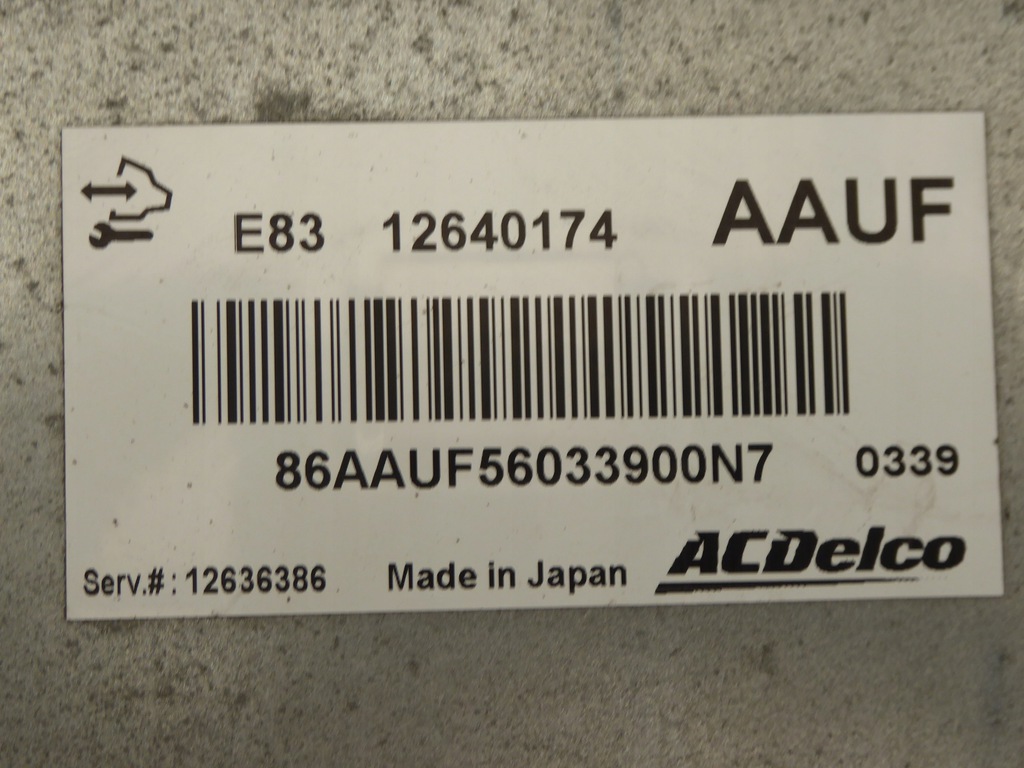 E83 12640174 AAUF
86AAUF56033900N7 0339
Serv.#: 12636386 Made in Japan ACDelco